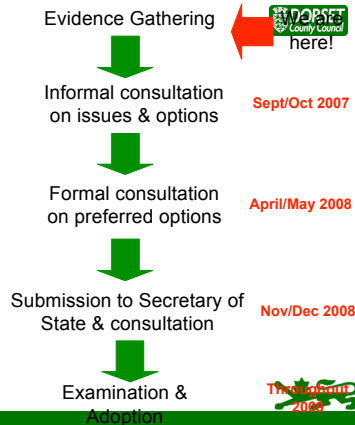 Evidence Gathering
We are
here!
DORSET
County Council
Informal consultation
on issues & options
Sept/Oct 2007
Formal consultation
on preferred options
April/May 2008
Submission to Secretary of
State & consultation
Nov/Dec 2008
Examination &
Adoption
Throughout
2009